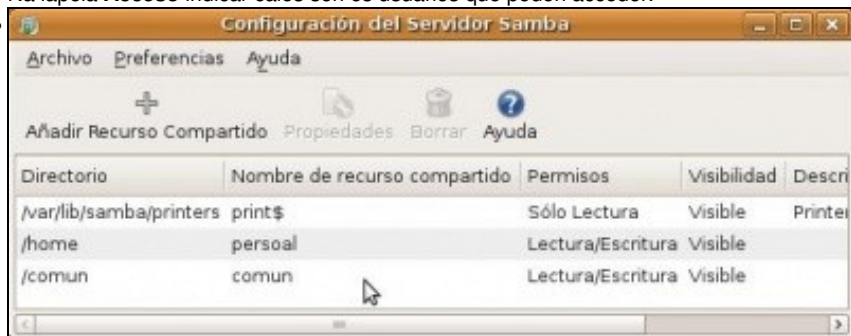 Configuración del Servidor Samba
Archivo Preferencias Ayuda
Añadir Recurso Compartido Propiedades Borrar Ayuda
Directorio Nombre de recurso compartido Permisos Visibilidad Descri
/var/lib/samba/printers print$ Sólo Lectura Visible Printer
/home persoal Lectura/Escritura Visible
/comun comun Lectura/Escritura Visible